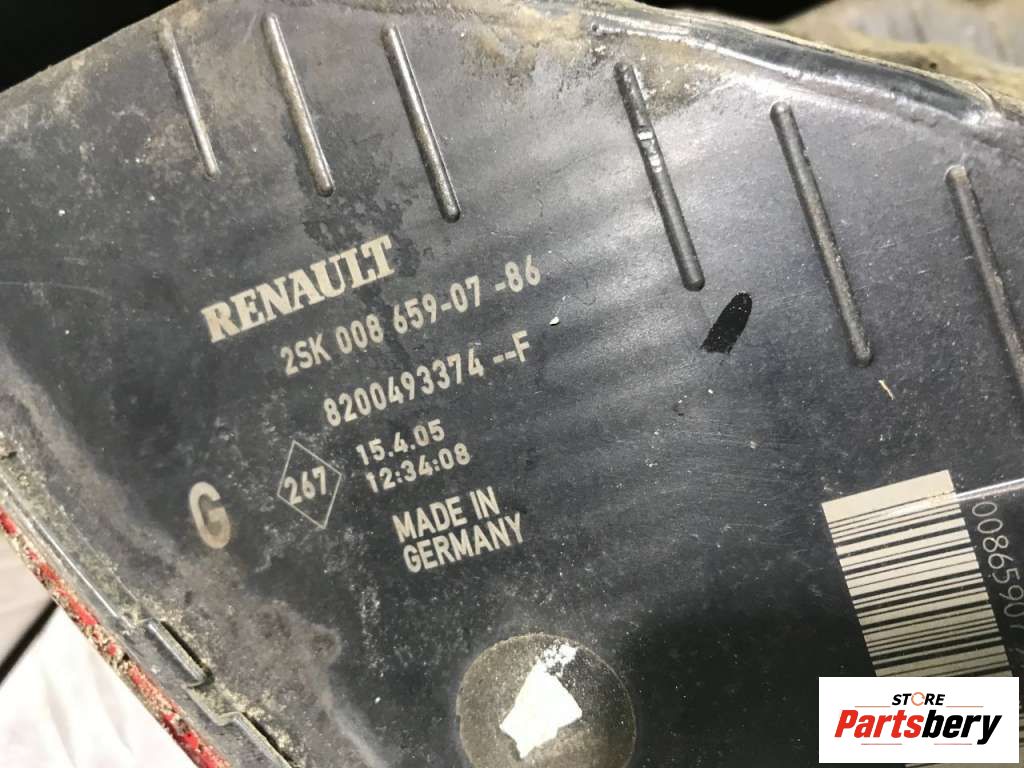 RENAULT
2SK 008 659-07 -86
8200493374 --F
15.4.05
12:34:08
267
G
MADE IN
GERMANY
00865907
STORE
Partsbery